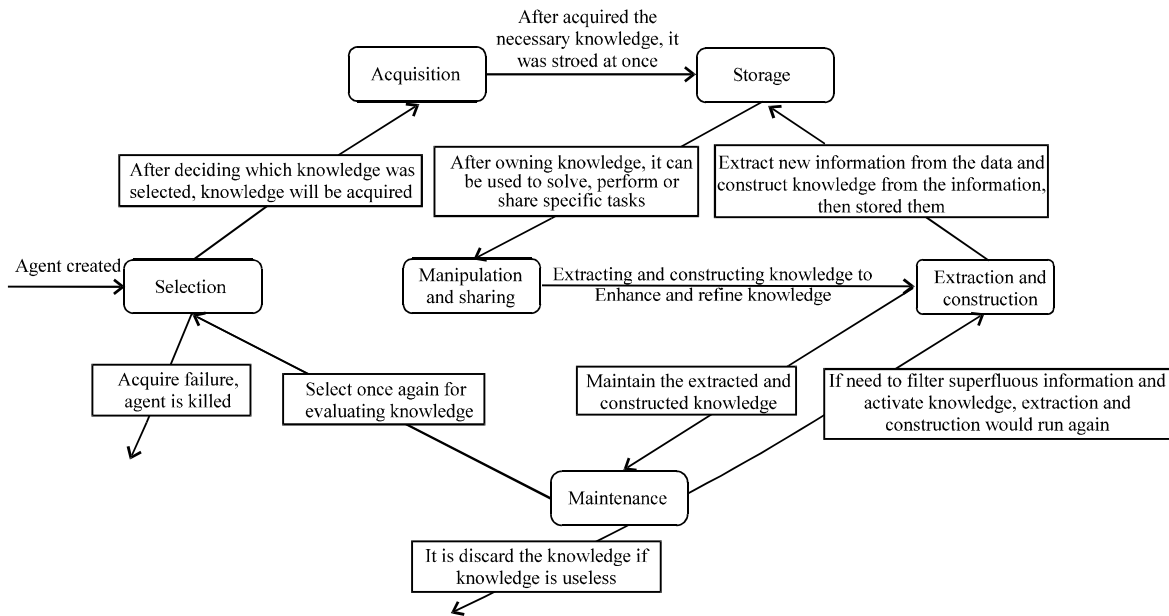 After acquired the
necessary knowledge, it
was stroed at once
Acquisition
Storage
After deciding which knowledge was
selected, knowledge will be acquired
After owning knowledge, it can
be used to solve, perform or
share specific tasks
Extract new information from the data and
construct knowledge from the information,
then stored them
Agent created
Selection
Manipulation
and sharing
Extracting and constructing knowledge to
Enhance and refine knowledge
Extraction and
construction
Acquire failure,
agent is killed
Select once again for
evaluating knowledge
Maintain the extracted and
constructed knowledge
If need to filter superfluous information and
activate knowledge, extraction and
construction would run again
Maintenance
It is discard the knowledge if
knowledge is useless